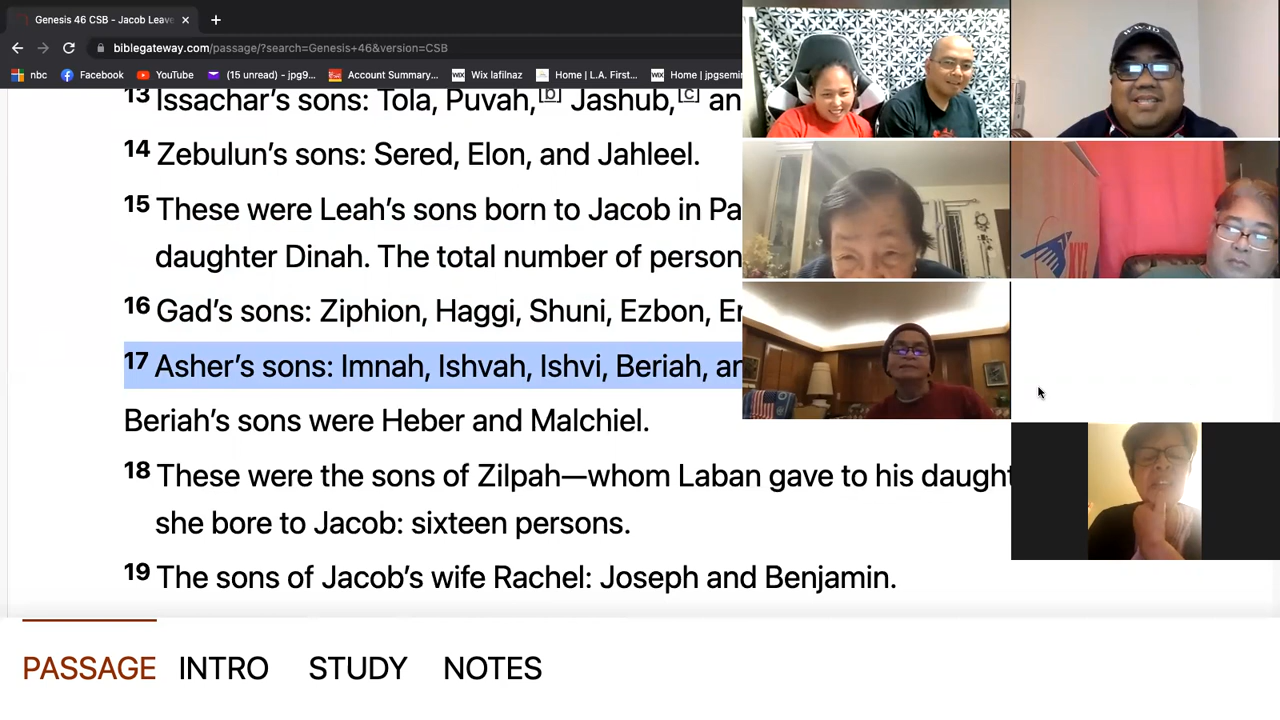 Genesis 46 CSB - Jacob Leave
biblegateway.com/passage/?search=Genesis+46&version=CSB
nbc Facebook YouTube (15 unread) - jpg9... Account Summary... WIX Wix lafilnaz Home | L.A. First... WIX Home | jpgsemi
13 Issachar's sons: Tola, Puvah,[b] Jashub,[c] an
14 Zebulun's sons: Sered, Elon, and Jahleel.
15 These were Leah's sons born to Jacob in Pa
daughter Dinah. The total number of person
16 Gad's sons: Ziphion, Haggi, Shuni, Ezbon, Er
17 Asher's sons: Imnah, Ishvah, Ishvi, Beriah, an
Beriah's sons were Heber and Malchiel.
18 These were the sons of Zilpah—whom Laban gave to his daught
she bore to Jacob: sixteen persons.
19 The sons of Jacob's wife Rachel: Joseph and Benjamin.
PASSAGE INTRO STUDY NOTES
WWJD